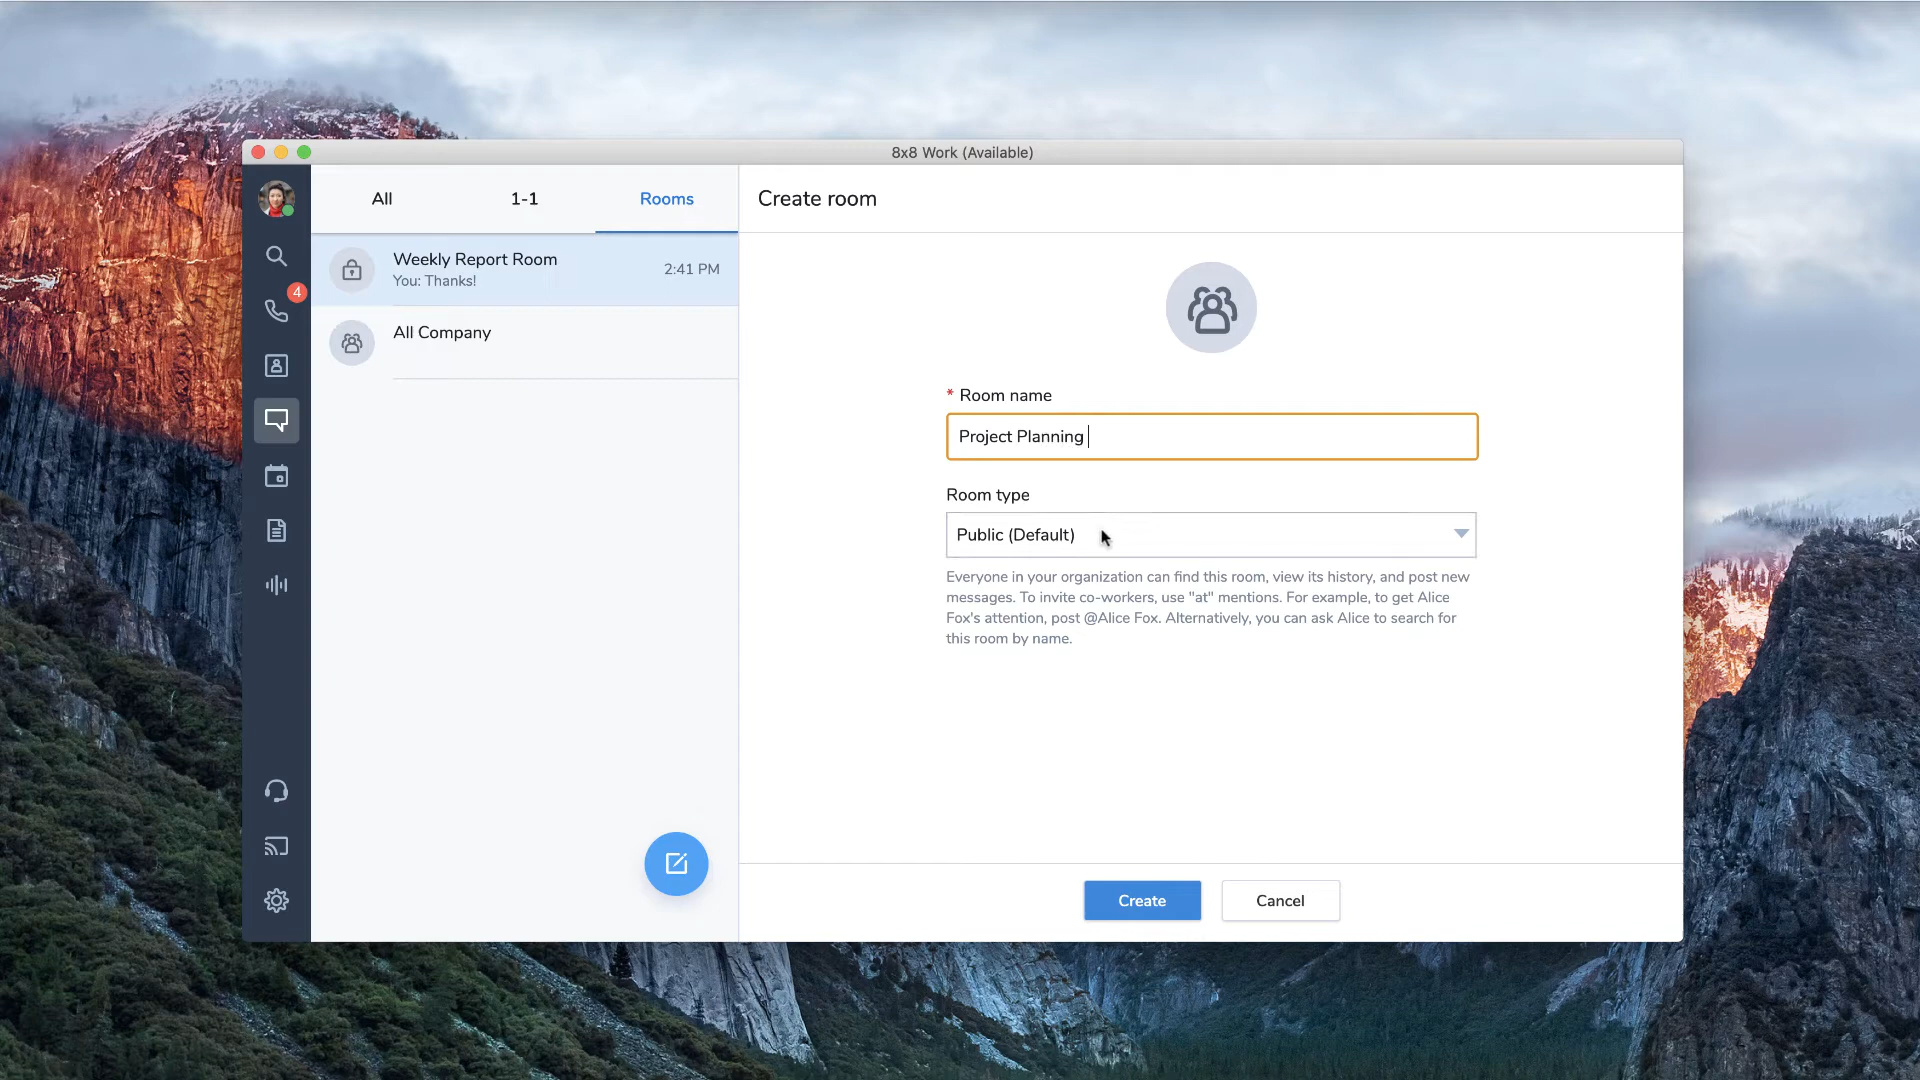 8x8 Work (Available)
All
1-1
Rooms
Create room
4
Weekly Report Room
You: Thanks!
2:41 PM
All Company
* Room name
Project Planning
Room type
Public (Default)
Everyone in your organization can find this room, view its history, and post new
messages. To invite co-workers, use "at" mentions. For example, to get Alice
Fox's attention, post @Alice Fox. Alternatively, you can ask Alice to search for
this room by name.
Create
Cancel